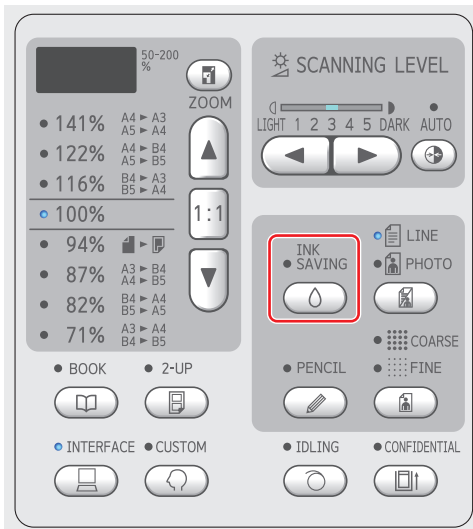 50-200
%
ZOOM
141% A4 ► A3
A5 ► A4
122% A4 ► B4
A5 ► B5
116% B4 ► A3
B5 ► A4
100%
94%
87% A3 ► B4
A4 ► B5
82% B4 ► A4
B5 ► A5
71% A3 ► A4
B4 ► B5
1:1
SCANNING LEVEL
LIGHT 1 2 3 4 5 DARK AUTO
INK
SAVING
LINE
PHOTO
COARSE
PENCIL
FINE
BOOK 2-UP
INTERFACE CUSTOM
IDLING CONFIDENTIAL